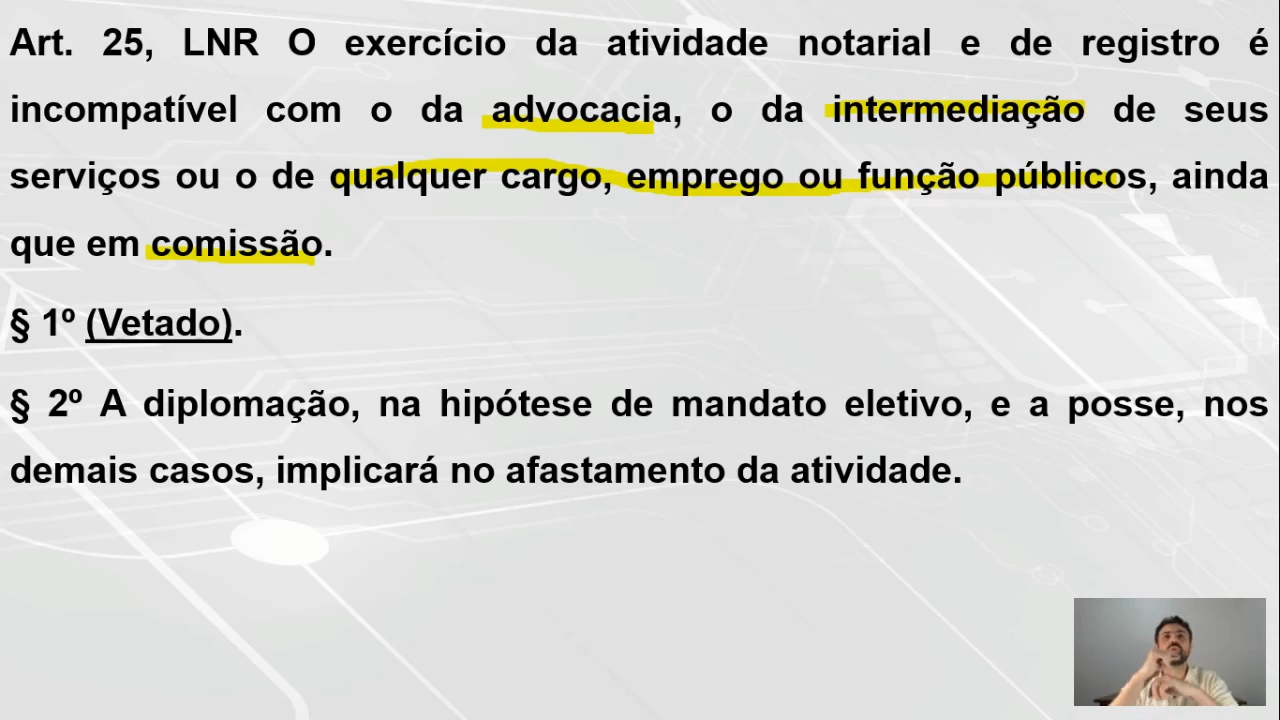 Art. 25, LNR O exercício da atividade notarial e de registro é
incompatível com o da advocacia, o da intermediação de seus
serviços ou o de qualquer cargo, emprego ou função públicos, ainda
que em comissão.
§ 1º (Vetado).
§ 2º A diplomação, na hipótese de mandato eletivo, e a posse, nos
demais casos, implicará no afastamento da atividade.